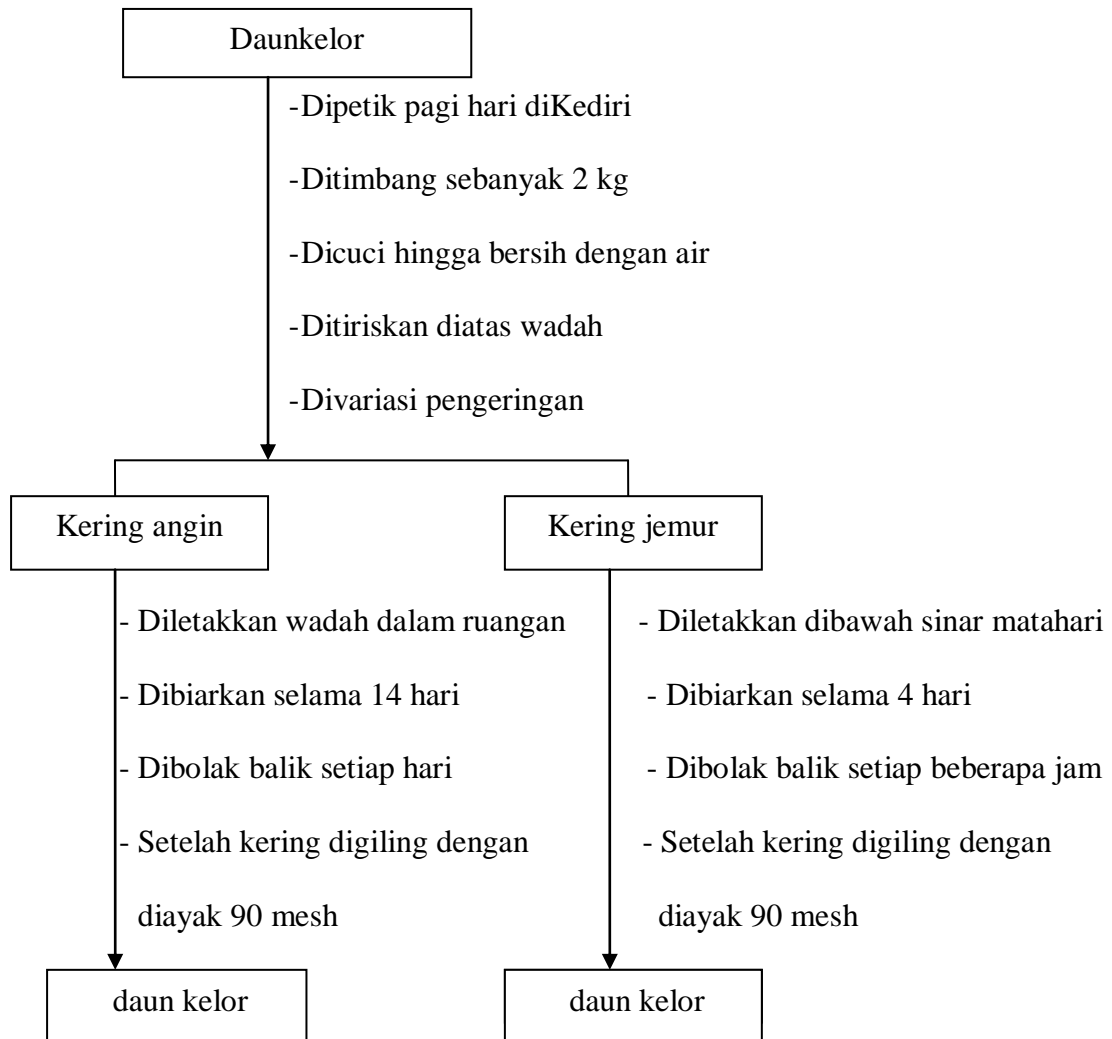 Daunkelor
-Dipetik pagi hari diKediri
-Ditimbang sebanyak 2 kg
-Dicuci hingga bersih dengan air
-Ditiriskan diatas wadah
-Divariasi pengeringan
Kering angin
- Diletakkan wadah dalam ruangan
- Dibiarkan selama 14 hari
- Dibolak balik setiap hari
- Setelah kering digiling dengan
diayak 90 mesh
daun kelor
Kering jemur
- Diletakkan dibawah sinar matahari
- Dibiarkan selama 4 hari
- Dibolak balik setiap beberapa jam
- Setelah kering digiling dengan
diayak 90 mesh
daun kelor